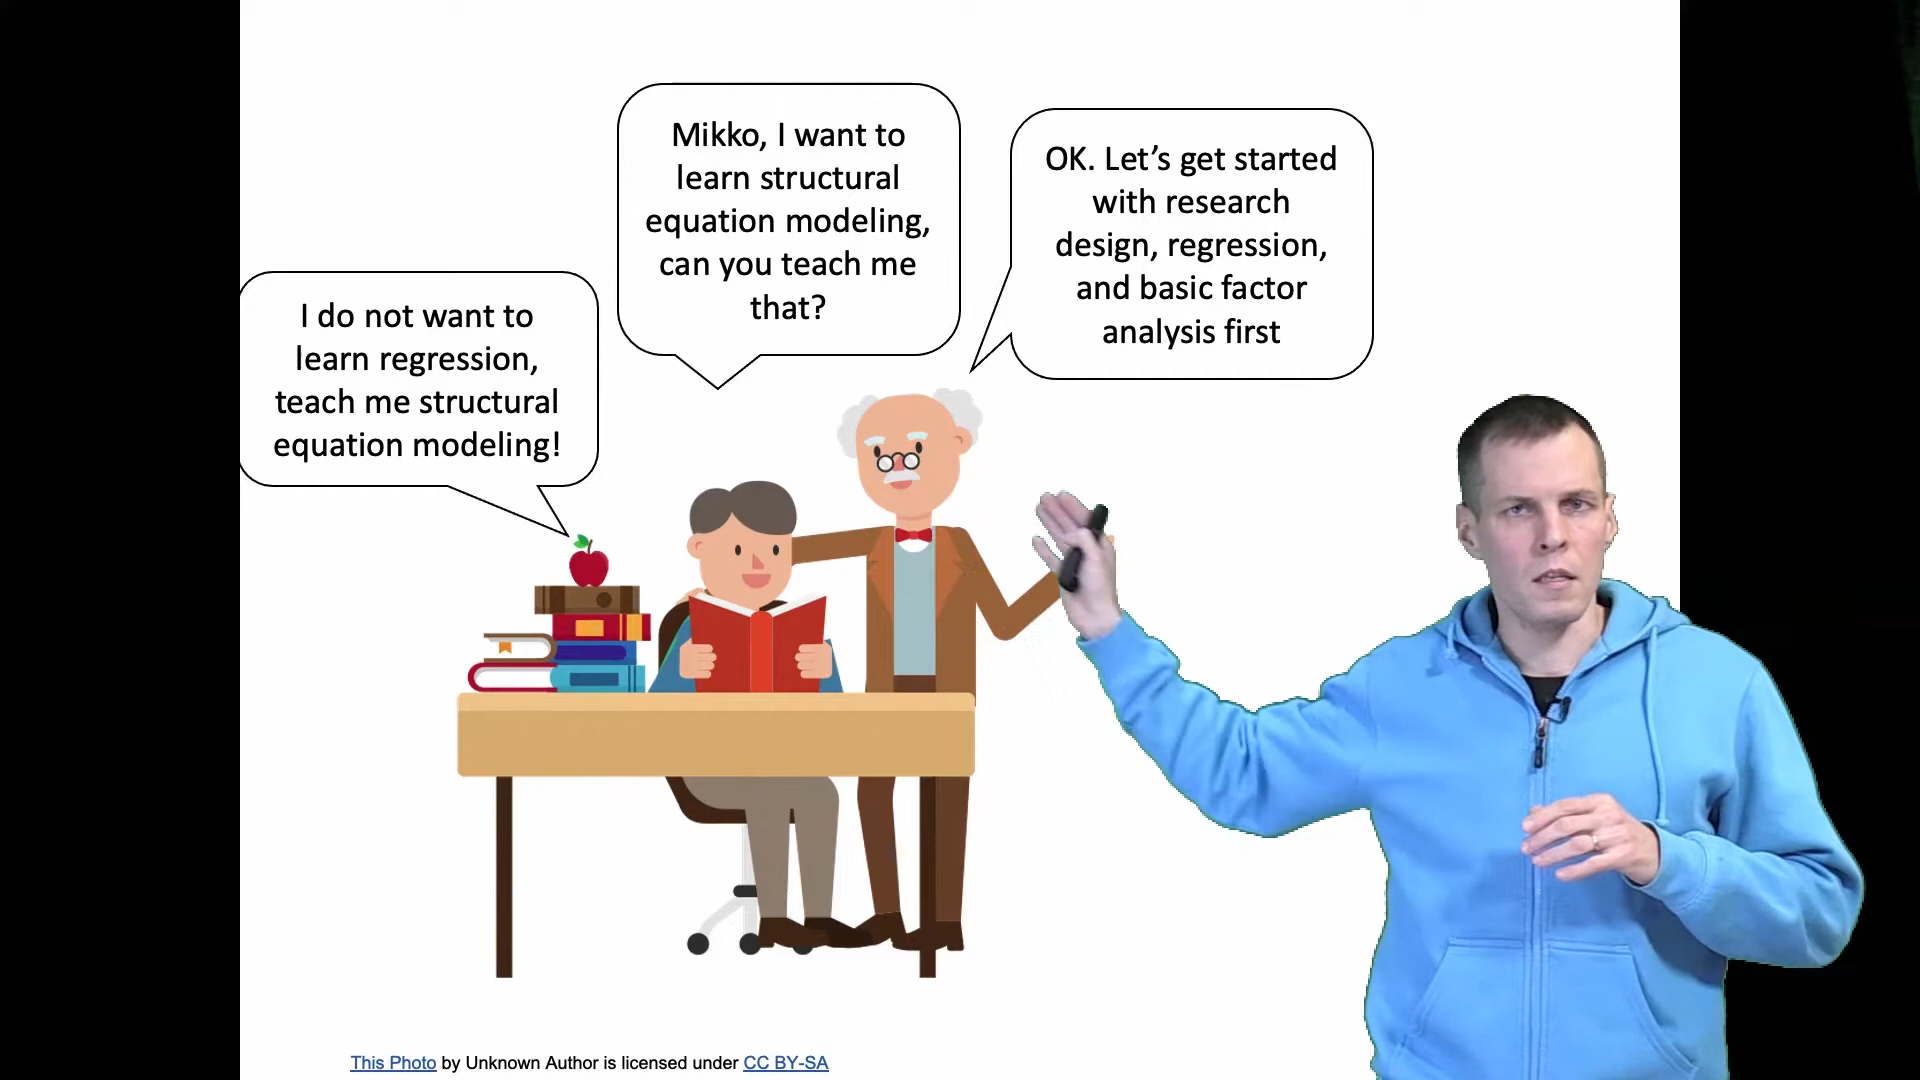 Mikko, I want to
learn structural
equation modeling,
can you teach me
that?
OK. Let’s get started
with research
design, regression,
and basic factor
analysis first
I do not want to
learn regression,
teach me structural
equation modeling!
This Photo by Unknown Author is licensed under CC BY-SA